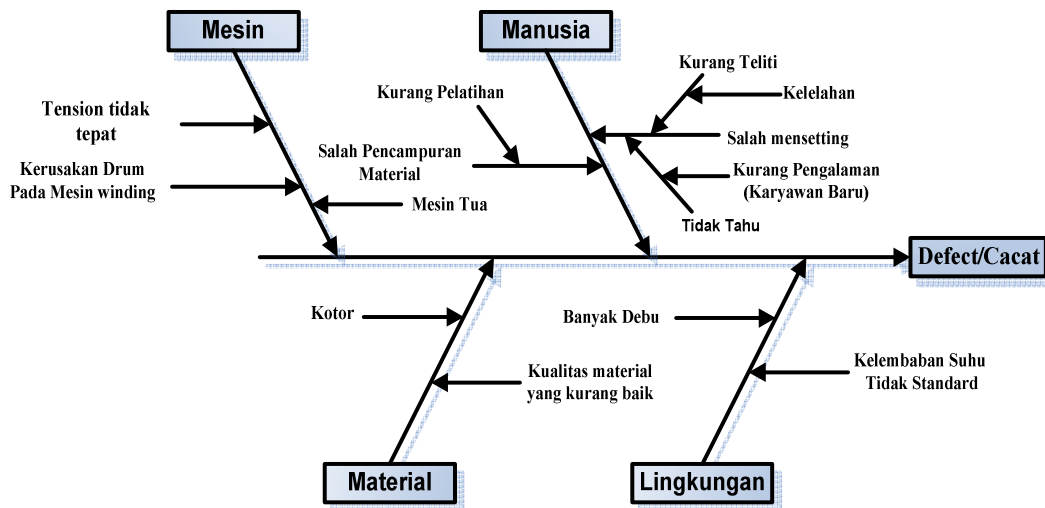 Mesin
Manusia
Kurang Teliti
Kelelahan
Kurang Pelatihan
Tension tidak
tepat
Salah mensetting
Salah Pencampuran
Material
Kerusakan Drum
Pada Mesin winding
Kurang Pengalaman
(Karyawan Baru)
Mesin Tua
Tidak Tahu
Defect/Cacat
Kotor
Banyak Debu
Kualitas material
yang kurang baik
Kelembaban Suhu
Tidak Standard
Material
Lingkungan